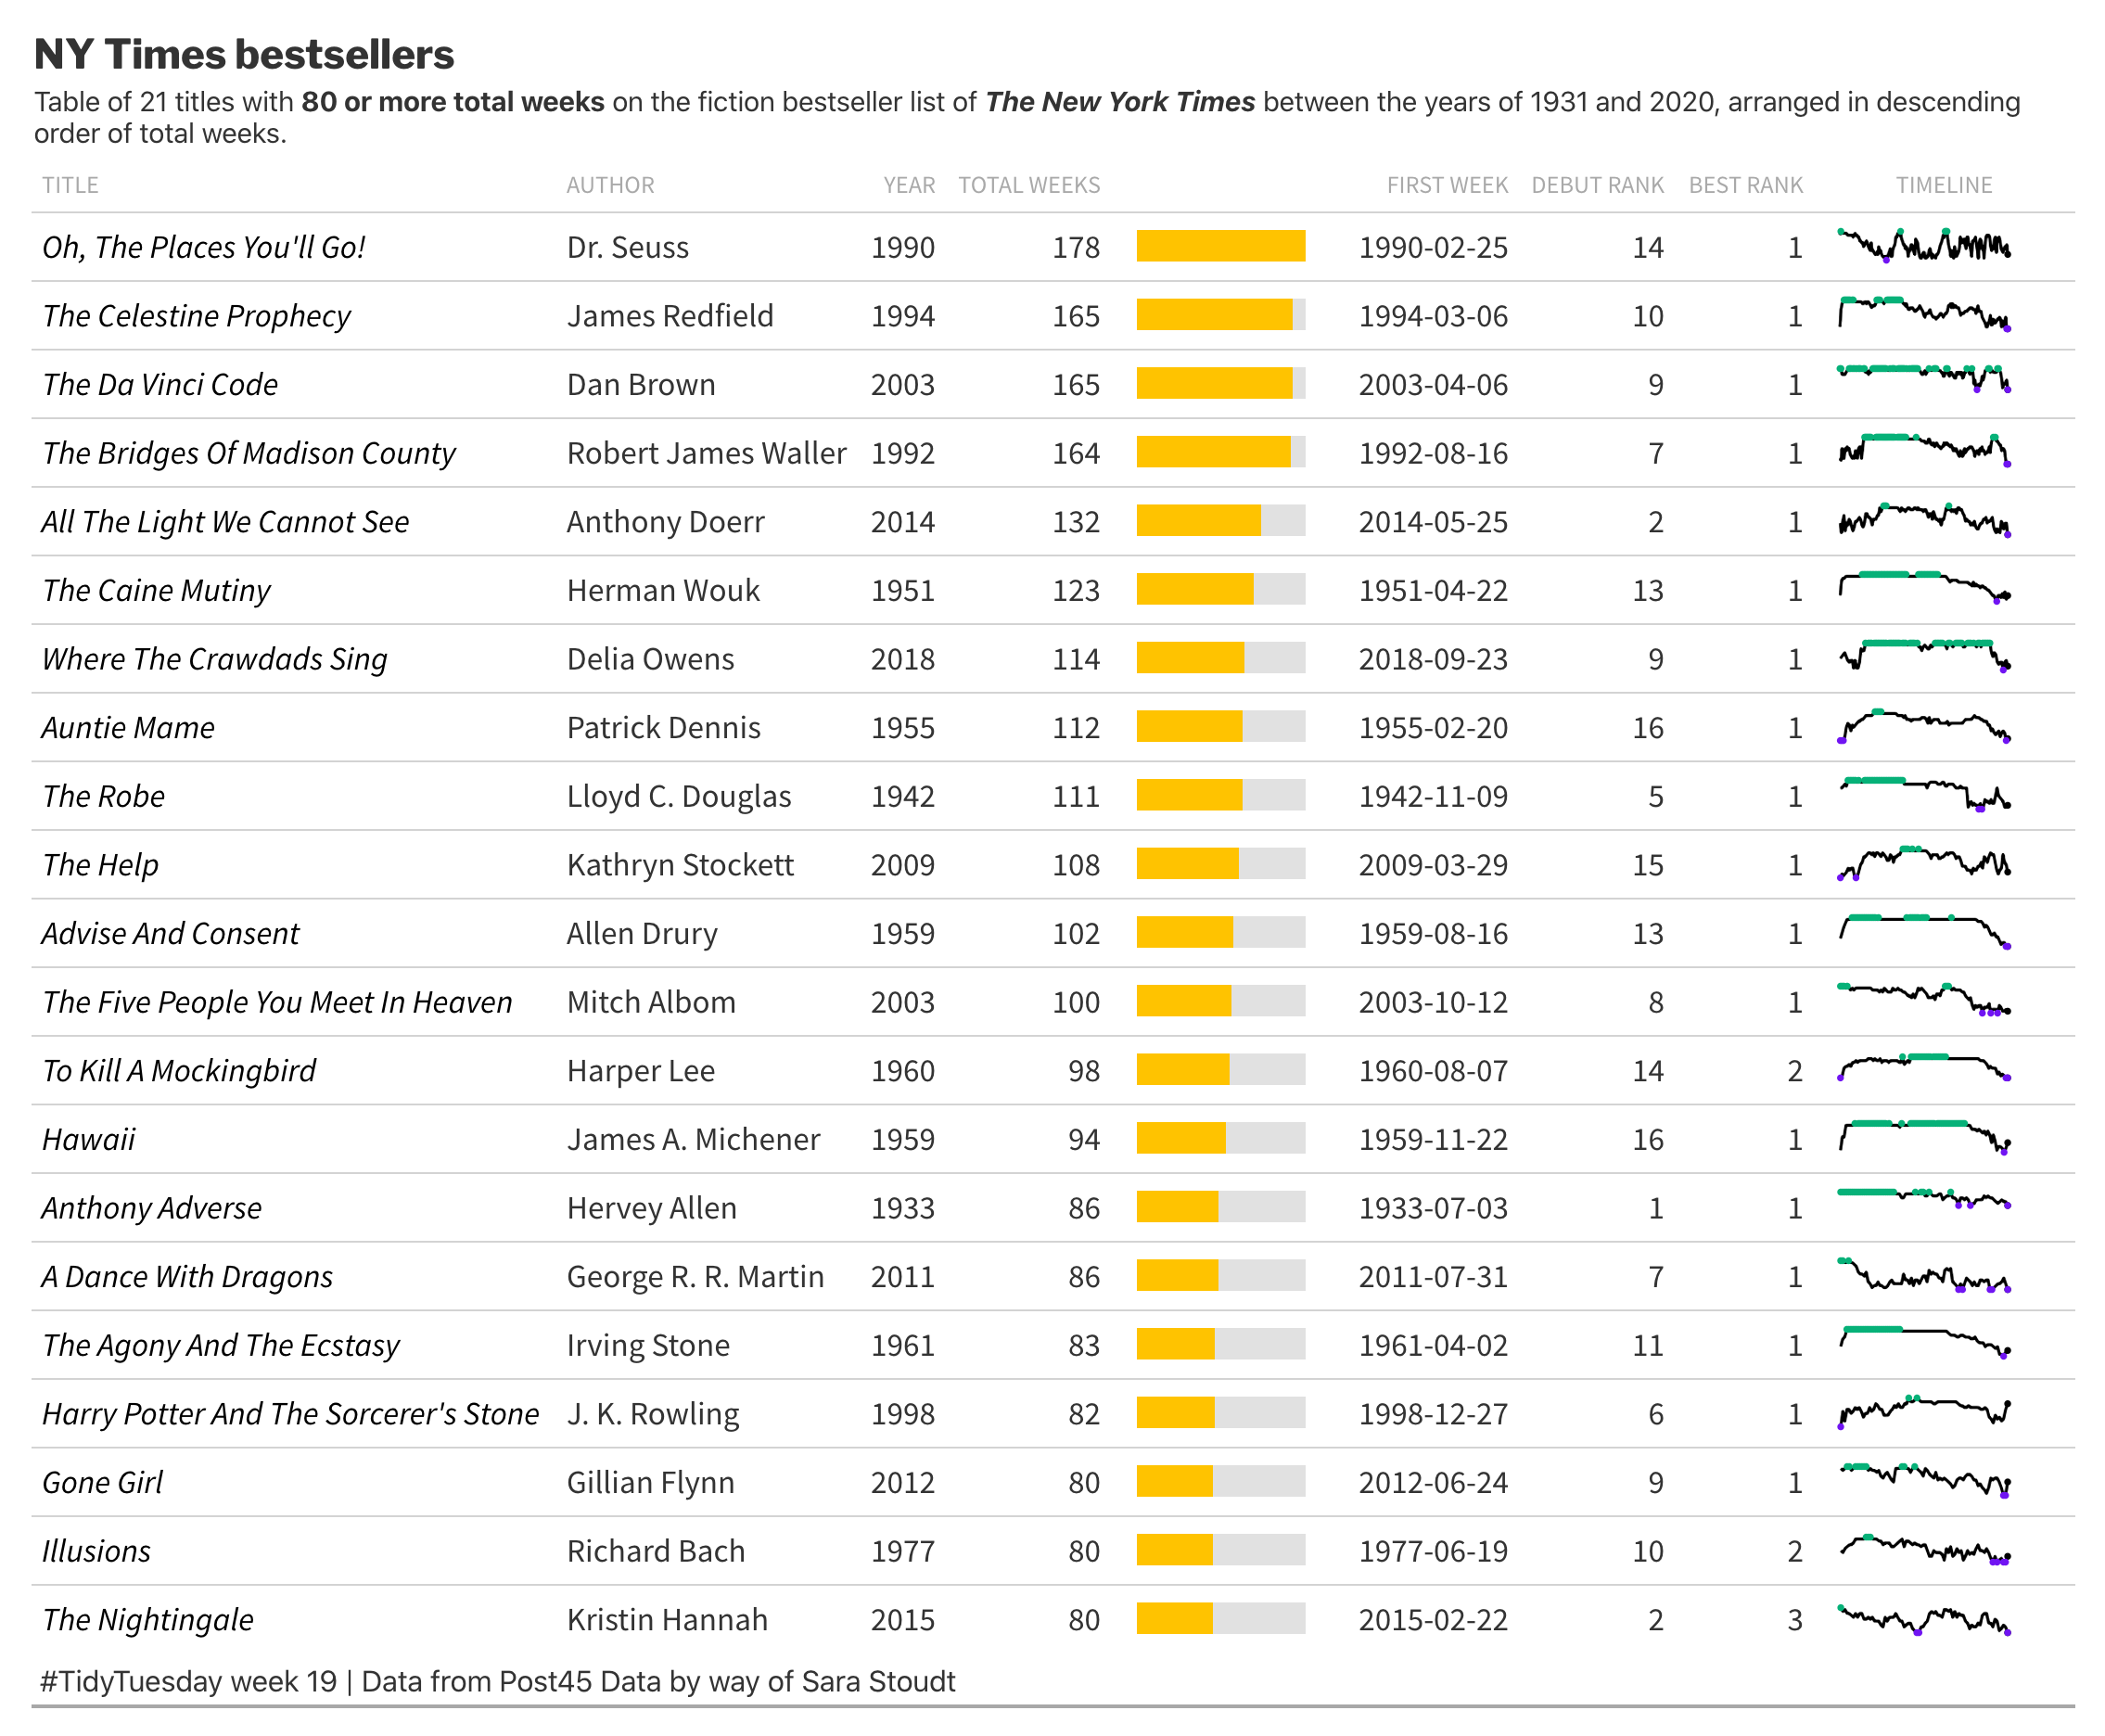 NY Times bestsellers
Table of 21 titles with 80 or more total weeks on the fiction bestseller list of The New York Times between the years of 1931 and 2020, arranged in descending
order of total weeks.
TITLE AUTHOR YEAR TOTAL WEEKS FIRST WEEK DEBUT RANK BEST RANK TIMELINE
Oh, The Places You'll Go! Dr. Seuss 1990 178 1990-02-25 14 1
The Celestine Prophecy James Redfield 1994 165 1994-03-06 10 1
The Da Vinci Code Dan Brown 2003 165 2003-04-06 9 1
The Bridges Of Madison County Robert James Waller 1992 164 1992-08-16 7 1
All The Light We Cannot See Anthony Doerr 2014 132 2014-05-25 2 1
The Caine Mutiny Herman Wouk 1951 123 1951-04-22 13 1
Where The Crawdads Sing Delia Owens 2018 114 2018-09-23 9 1
Auntie Mame Patrick Dennis 1955 112 1955-02-20 16 1
The Robe Lloyd C. Douglas 1942 111 1942-11-09 5 1
The Help Kathryn Stockett 2009 108 2009-03-29 15 1
Advise And Consent Allen Drury 1959 102 1959-08-16 13 1
The Five People You Meet In Heaven Mitch Albom 2003 100 2003-10-12 8 1
To Kill A Mockingbird Harper Lee 1960 98 1960-08-07 14 2
Hawaii James A. Michener 1959 94 1959-11-22 16 1
Anthony Adverse Hervey Allen 1933 86 1933-07-03 1 1
A Dance With Dragons George R. R. Martin 2011 86 2011-07-31 7 1
The Agony And The Ecstasy Irving Stone 1961 83 1961-04-02 11 1
Harry Potter And The Sorcerer's Stone J. K. Rowling 1998 82 1998-12-27 6 1
Gone Girl Gillian Flynn 2012 80 2012-06-24 9 1
Illusions Richard Bach 1977 80 1977-06-19 10 2
The Nightingale Kristin Hannah 2015 80 2015-02-22 2 3
#TidyTuesday week 19 | Data from Post45 Data by way of Sara Stoudt